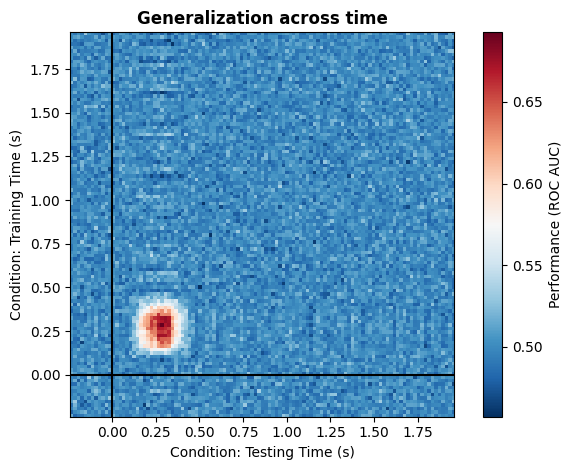 Generalization across time
Condition: Training Time (s)
1.75
1.50
1.25
1.00
0.75
0.50
0.25
0.00
0.00 0.25 0.50 0.75 1.00 1.25 1.50 1.75
Condition: Testing Time (s)
0.65
0.60
0.55
0.50
Performance (ROC AUC)